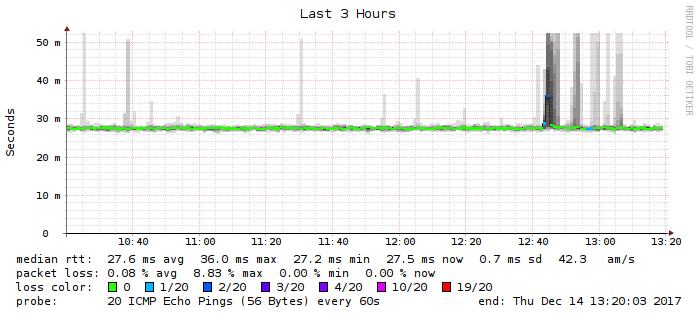 Last 3 Hours
RRDTOOL / TOBI OETIKER
Seconds
50 m
40 m
30 m
20 m
10 m
0
10:40 11:00 11:20 11:40 12:00 12:20 12:40 13:00 13:20
median rtt: 27.6 ms avg 36.0 ms max 27.2 ms min 27.5 ms now 0.7 ms sd 42.3 am/s
packet loss: 0.08 % avg 8.83 % max 0.00 % min 0.00 % now
loss color: 0 1/20 2/20 3/20 4/20 10/20 19/20
probe: 20 ICMP Echo Pings (56 Bytes) every 60s end: Thu Dec 14 13:20:03 2017